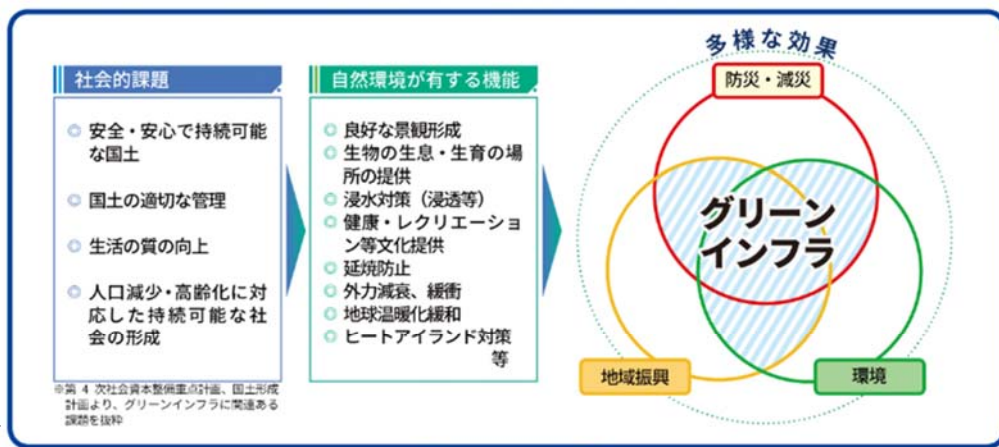 社会的課題
安全・安心で持続可能
な国土
国土の適切な管理
生活の質の向上
人口減少・高齢化に対
応した持続可能な社
会の形成
※第4次社会資本整備重点計画、国土形成
計画より、グリーンインフラに関連ある
課題を抜粋
自然環境が有する機能
良好な景観形成
生物の生息・生育の場
所の提供
浸水対策（浸透等）
健康・レクリエーショ
ン等文化提供
延焼防止
外力減衰、緩衝
地球温暖化緩和
ヒートアイランド対策
等
多様な効果
防災・減災
グリーン
インフラ
地域振興
環境